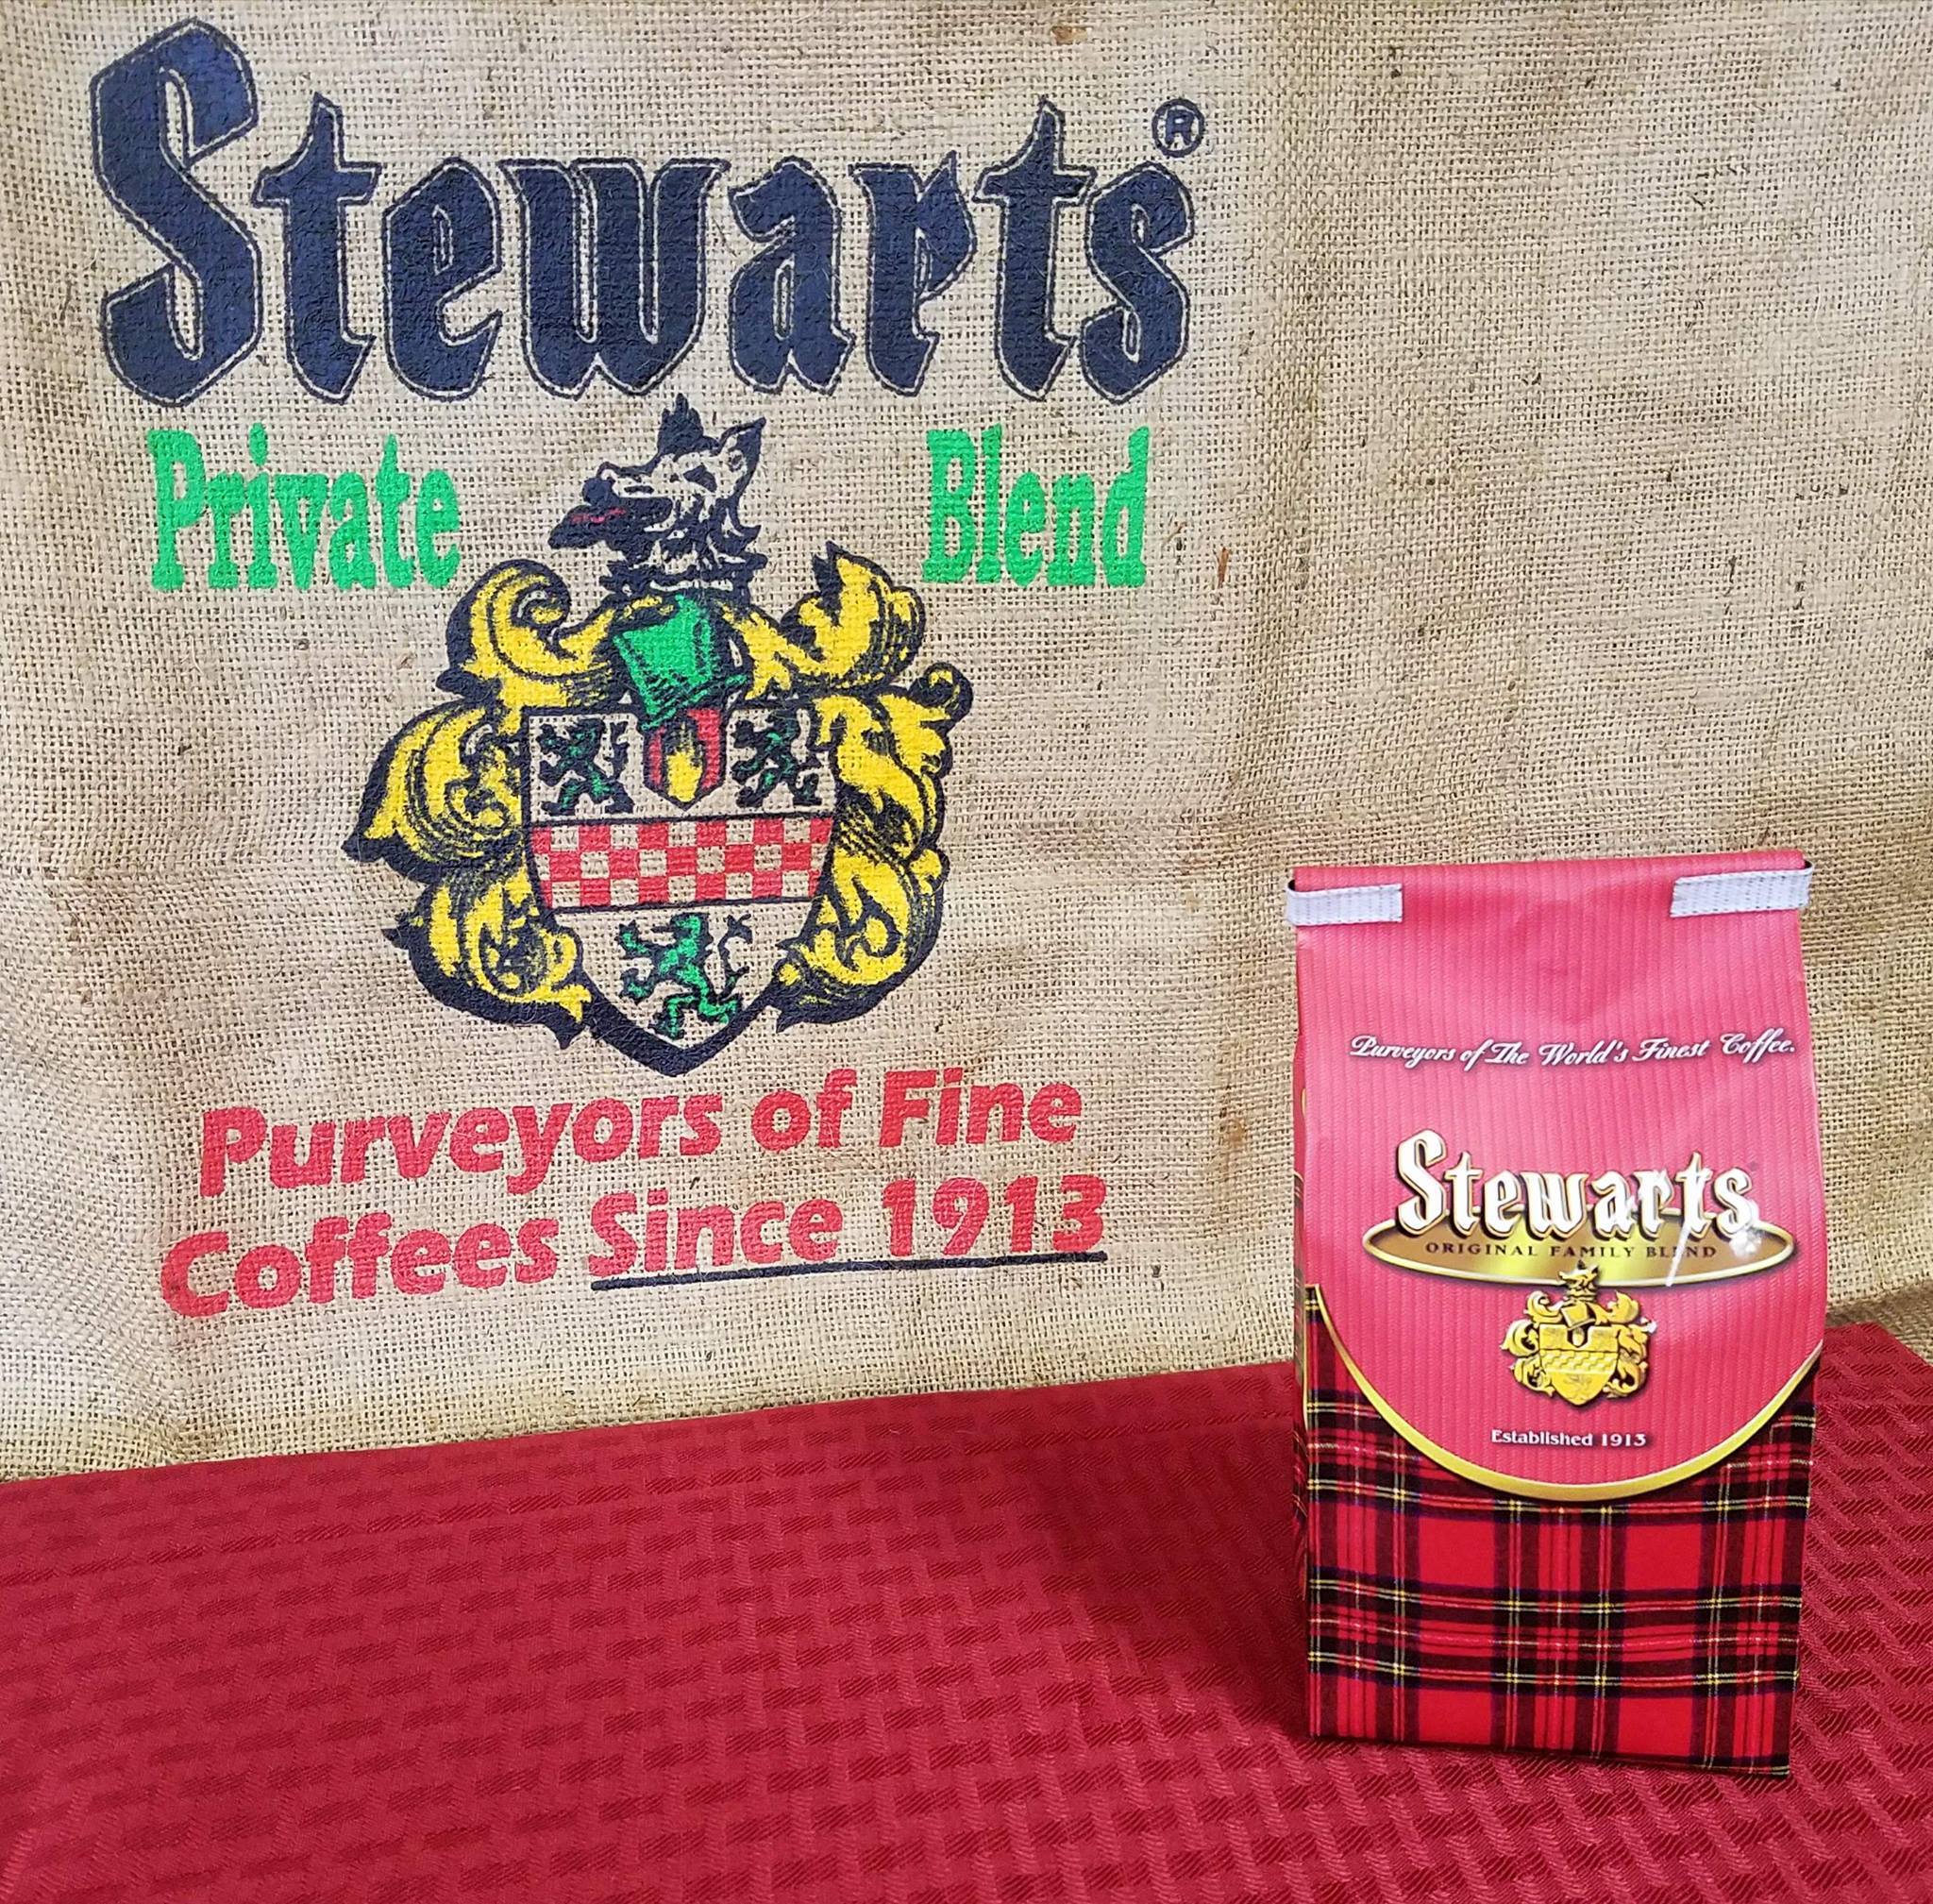 Stewarts®
Private Blend
Purveyors of Fine
Coffees Since 1913
Purveyors of The World's Finest Coffee.
Stewarts
ORIGINAL FAMILY BLEND
Established 1913